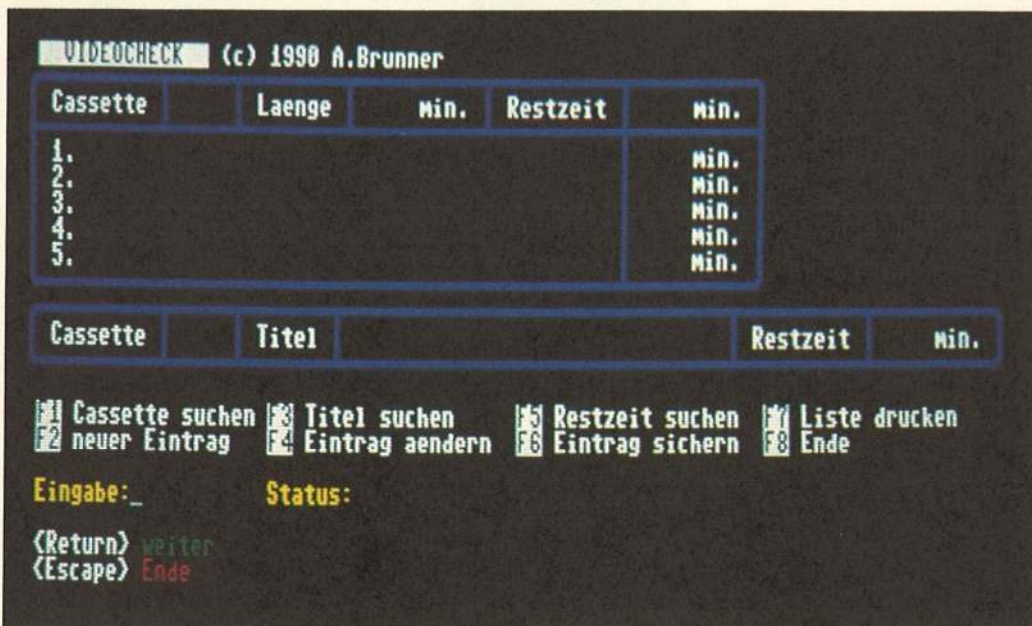 VIDEOCHECK (c) 1990 A.Brunner
Cassette Laenge min. Restzeit min.
1. min.
2. min.
3. min.
4. min.
5. min.
Cassette Titel Restzeit min.
F1 Cassette suchen F3 Titel suchen F5 Restzeit suchen F7 Liste drucken
F2 neuer Eintrag F4 Eintrag aendern F6 Eintrag sichern F8 Ende
Eingabe:_ Status:
<Return> weiter
<Escape> Ende